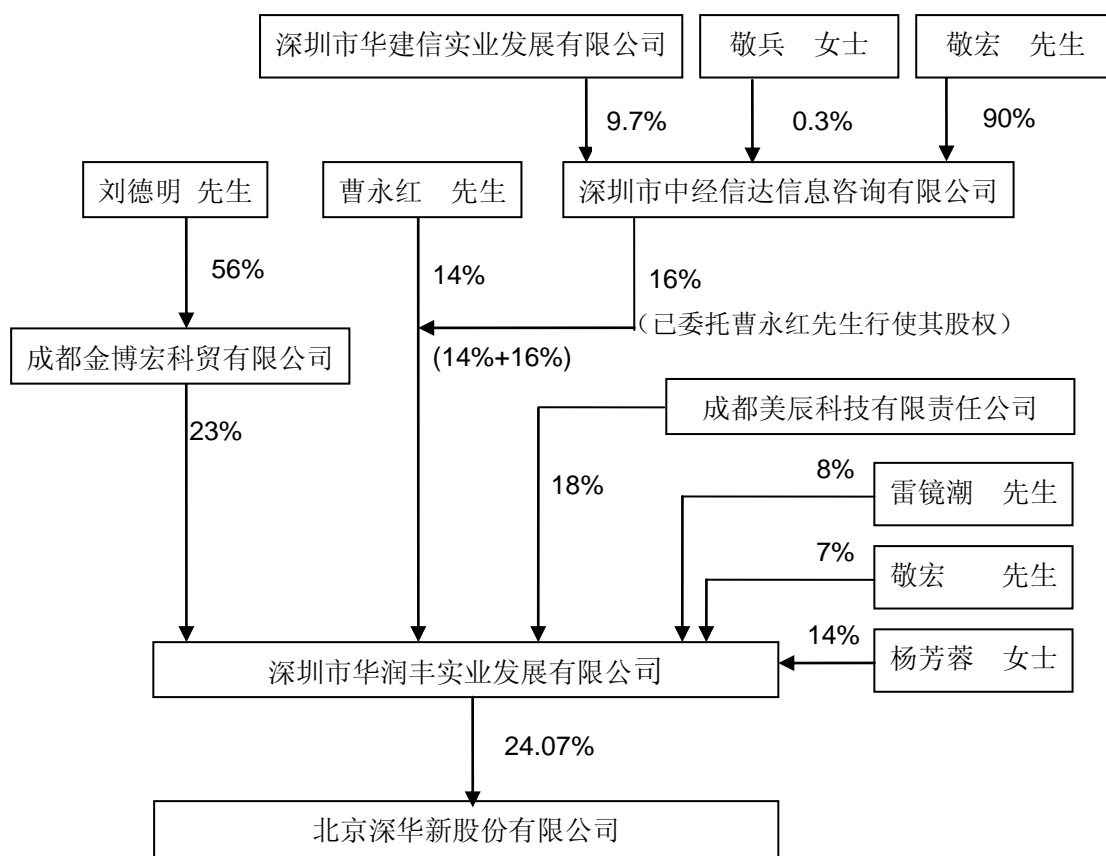 深圳市华建信实业发展有限公司
敬兵 女士
敬宏 先生
9.7%
0.3%
90%
刘德明 先生
曹永红 先生
深圳市中经信达信息咨询有限公司
56%
14%
16%
（已委托曹永红先生行使其股权）
成都金博宏科贸有限公司
(14%+16%)
成都美辰科技有限责任公司
23%
18%
8%
雷镜潮 先生
7%
敬宏 先生
14%
杨芳蓉 女士
深圳市华润丰实业发展有限公司
24.07%
北京深华新股份有限公司